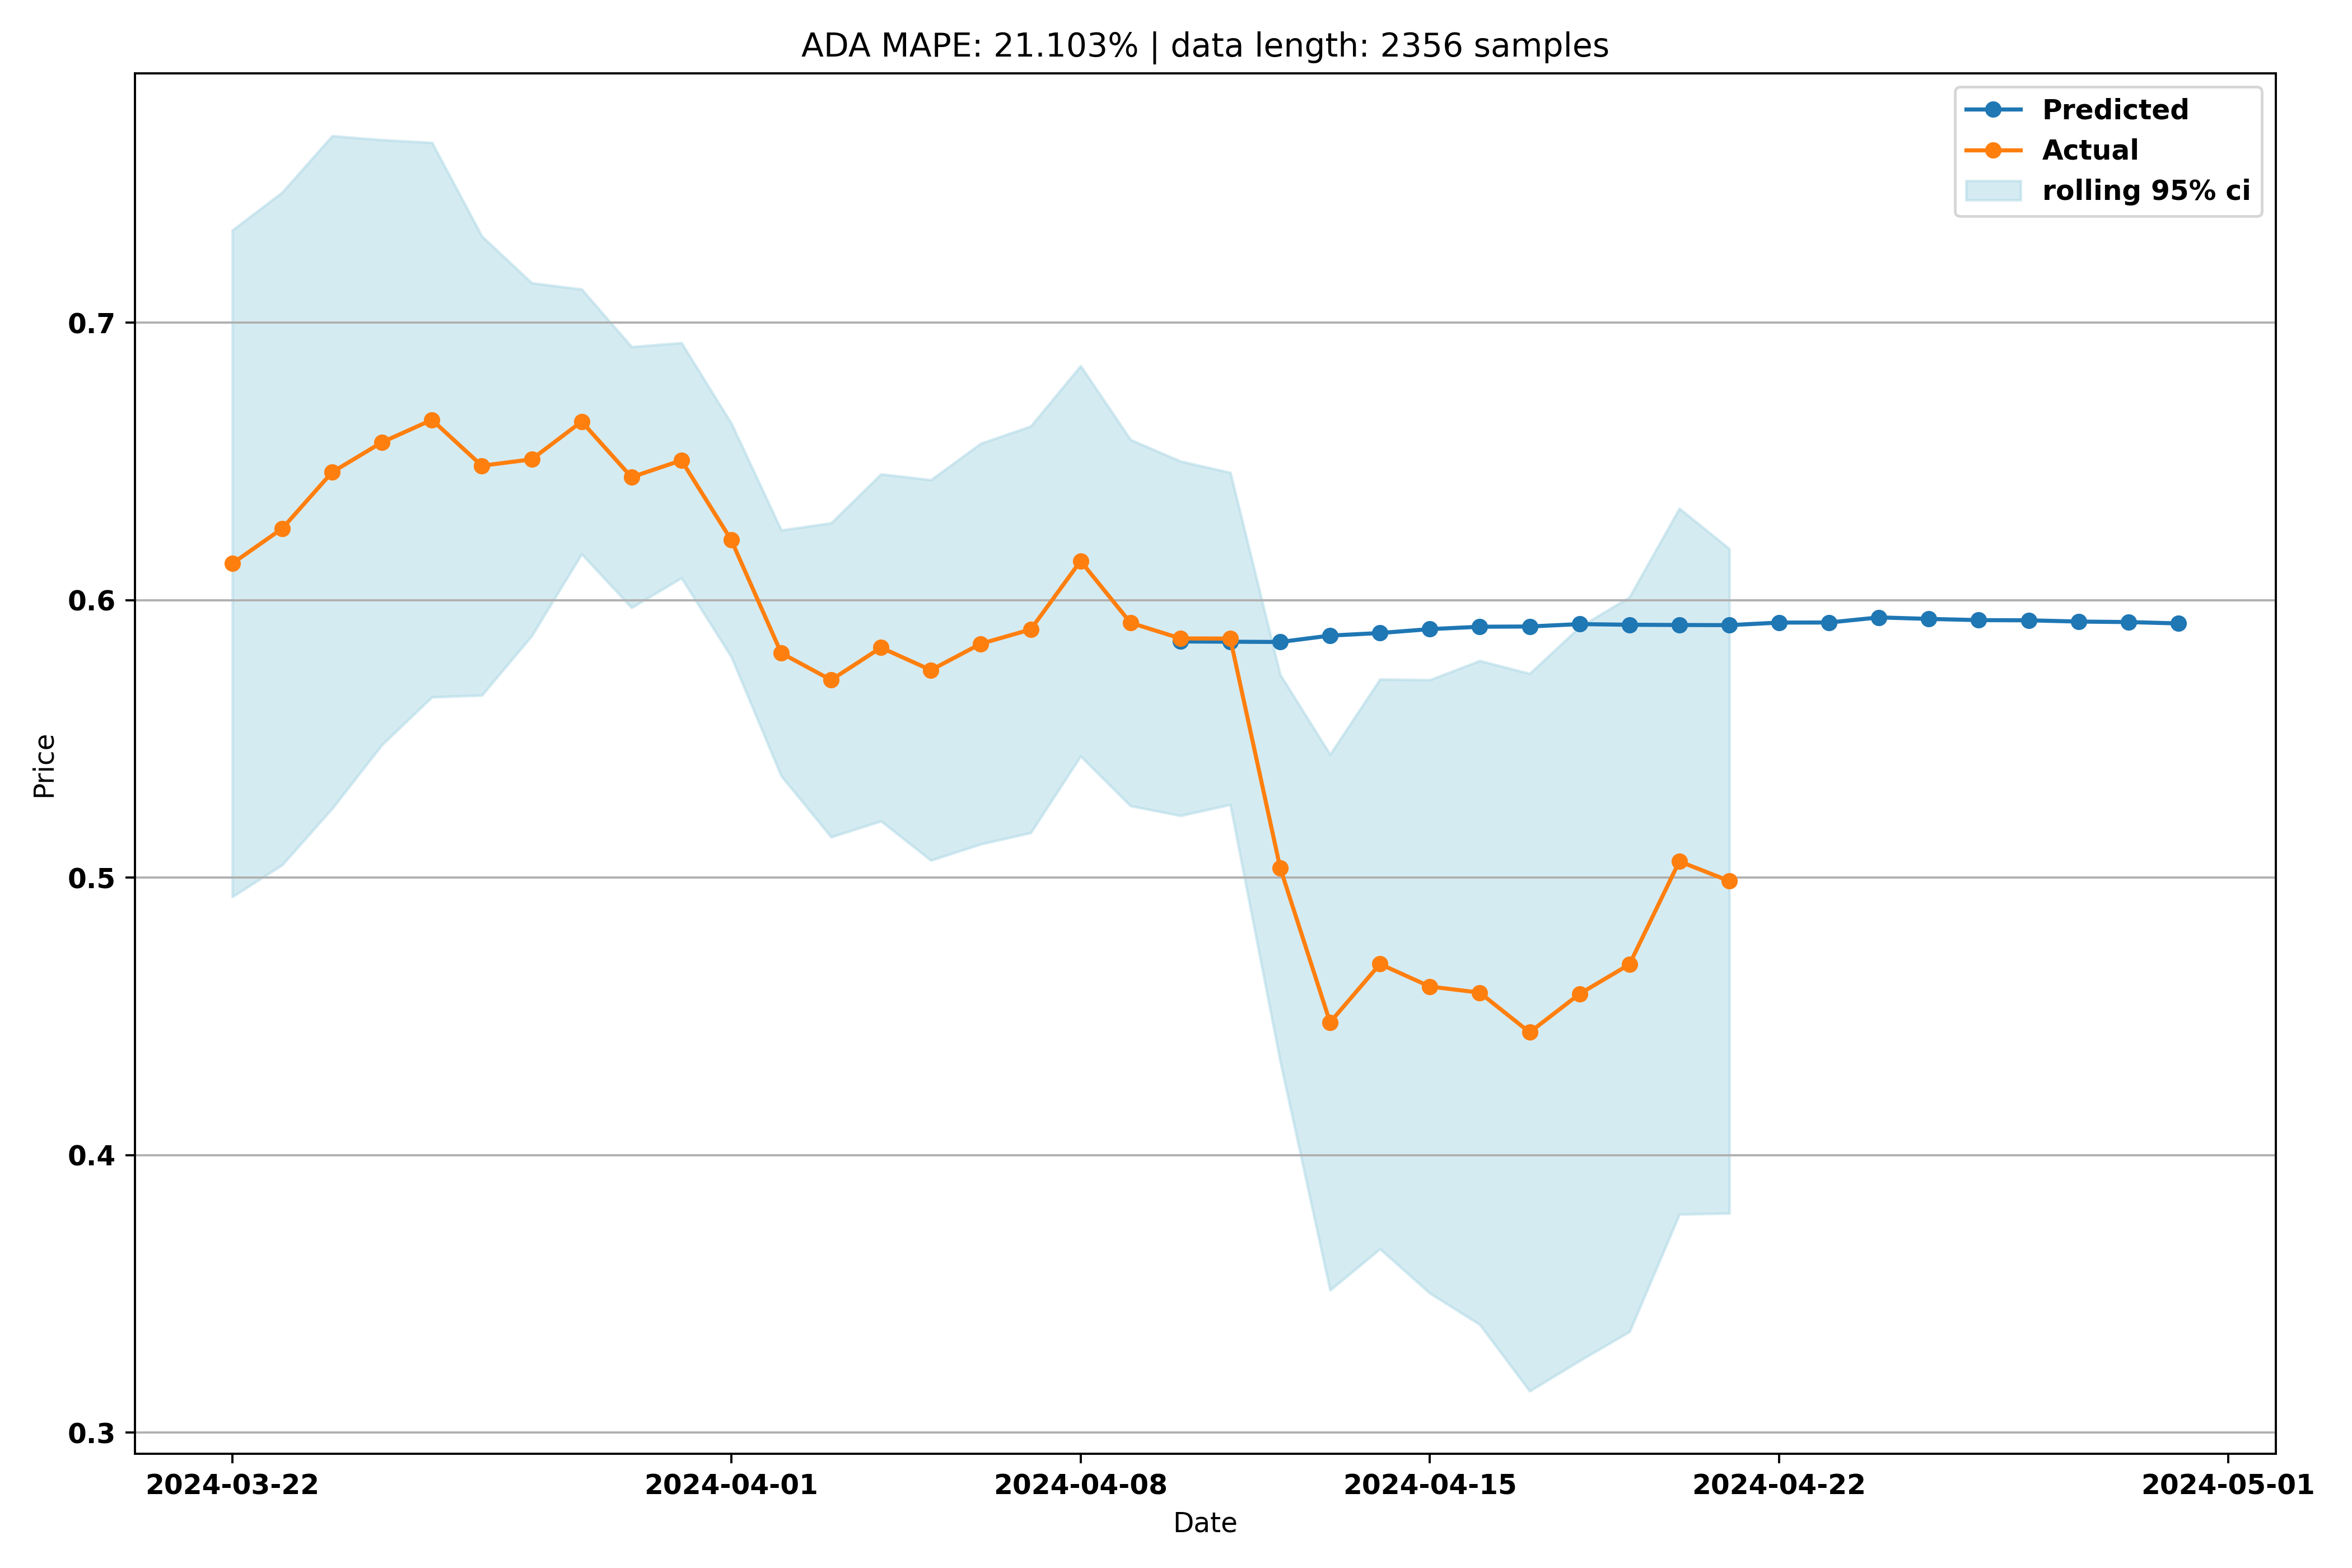 ADA MAPE: 21.103% | data length: 2356 samples
Predicted
Actual
rolling 95% ci
0.7
0.6
0.5
0.4
0.3
Price
2024-03-22
2024-04-01
2024-04-08
2024-04-15
2024-04-22
2024-05-01
Date